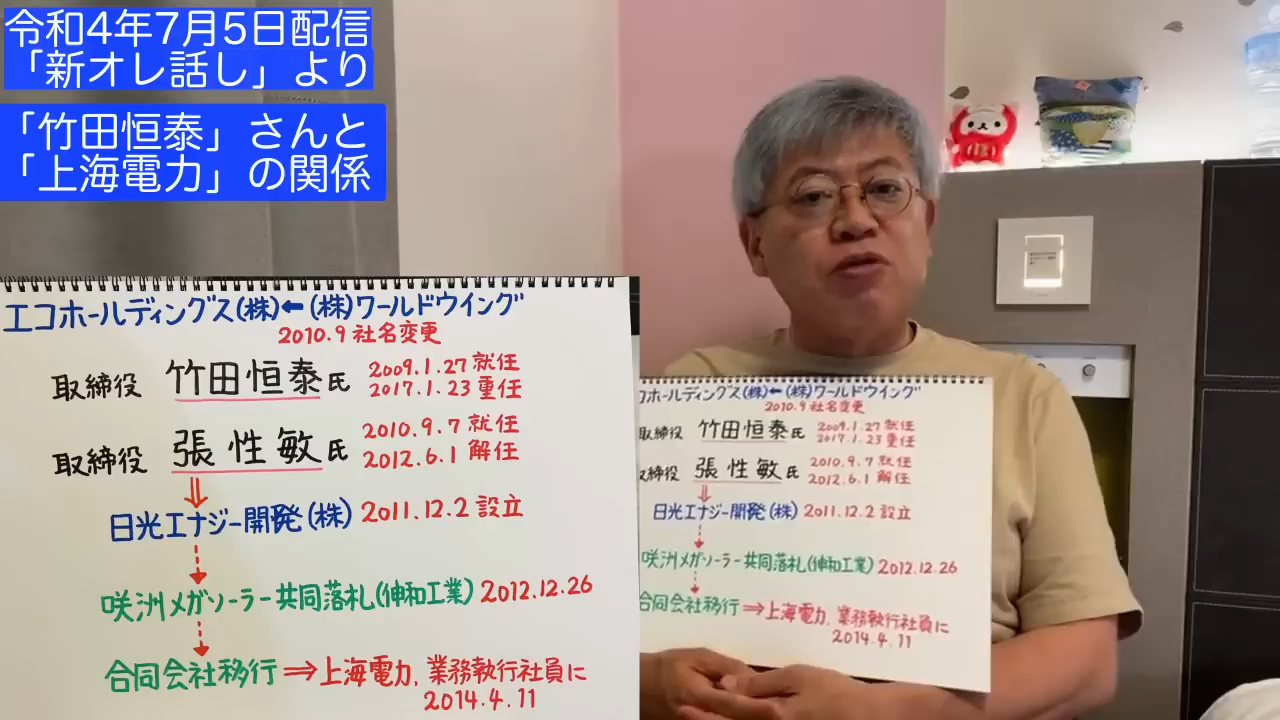 令和4年7月5日配信
「新オレ話し」より
「竹田恒泰」さんと
「上海電力」の関係
エコホールディングス(株)⬅(株)ワールドウイング
2010.9 社名変更
取締役 竹田恒泰氏 2009.1.27 就任
2017.1.23 重任
取締役 張性敏氏 2010.9.7 就任
2012.6.1 解任
⇓
日光エナジー開発(株) 2011.12.2 設立
咲洲メガソーラー共同落札(伸和工業) 2012.12.26
合同会社移行⇒上海電力、業務執行社員に
2014.4.11
コホールディングス(株)⬅(株)ワールドウイング
2010.9 社名変更
取締役 竹田恒泰氏 2009.1.27 就任
2017.1.23 重任
取締役 張性敏氏 2010.9.7 就任
2012.6.1 解任
⇓
日光エナジー開発(株) 2011.12.2 設立
咲洲メガソーラー共同落札(伸和工業) 2012.12.26
合同会社移行⇒上海電力、業務執行社員に
2014.4.11